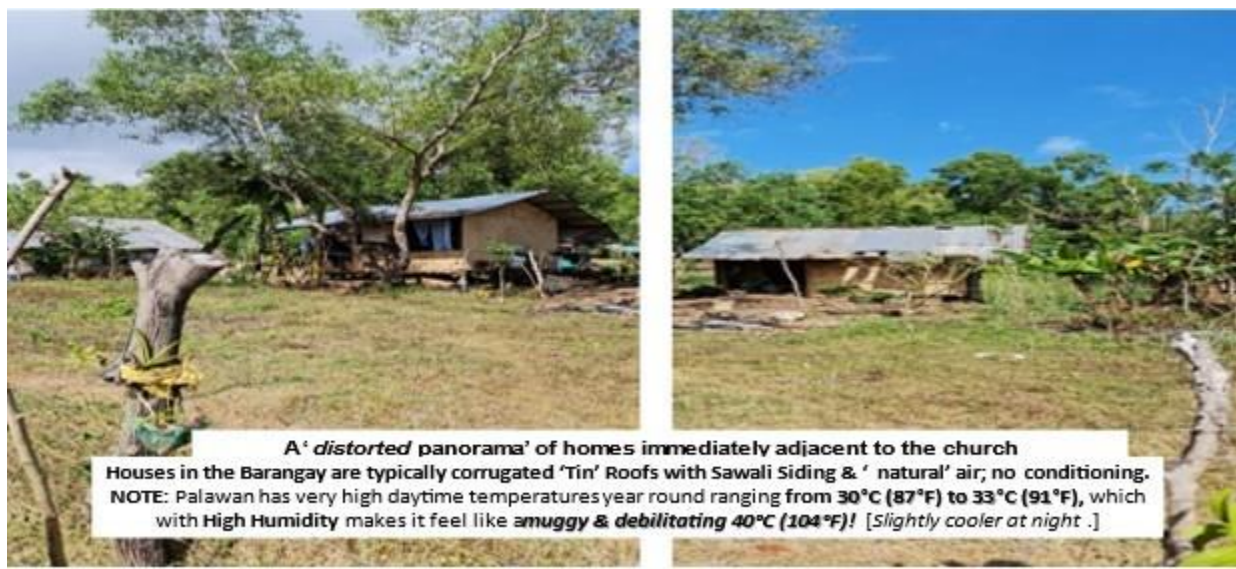 A‘ distorted panorama’ of homes immediately adjacent to the church
Houses in the Barangay are typically corrugated ‘Tin’ Roofs with Sawali Siding & ‘ natural’ air; no conditioning.
NOTE: Palawan has very high daytime temperatures year round ranging from 30°C (87°F) to 33°C (91°F), which
with High Humidity makes it feel like a muggy & debilitating 40°C (104°F)! [Slightly cooler at night .]